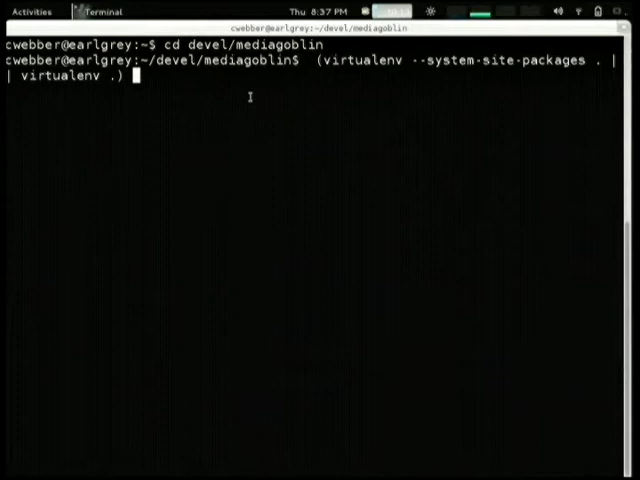 Activities
Terminal
Thu 8:37 PM
cwebber@earlgrey:~/devel/mediagoblin
cwebber@earlgrey:~$ cd devel/mediagoblin
cwebber@earlgrey:~/devel/mediagoblin$  (virtualenv --system-site-packages . |
| virtualenv .)